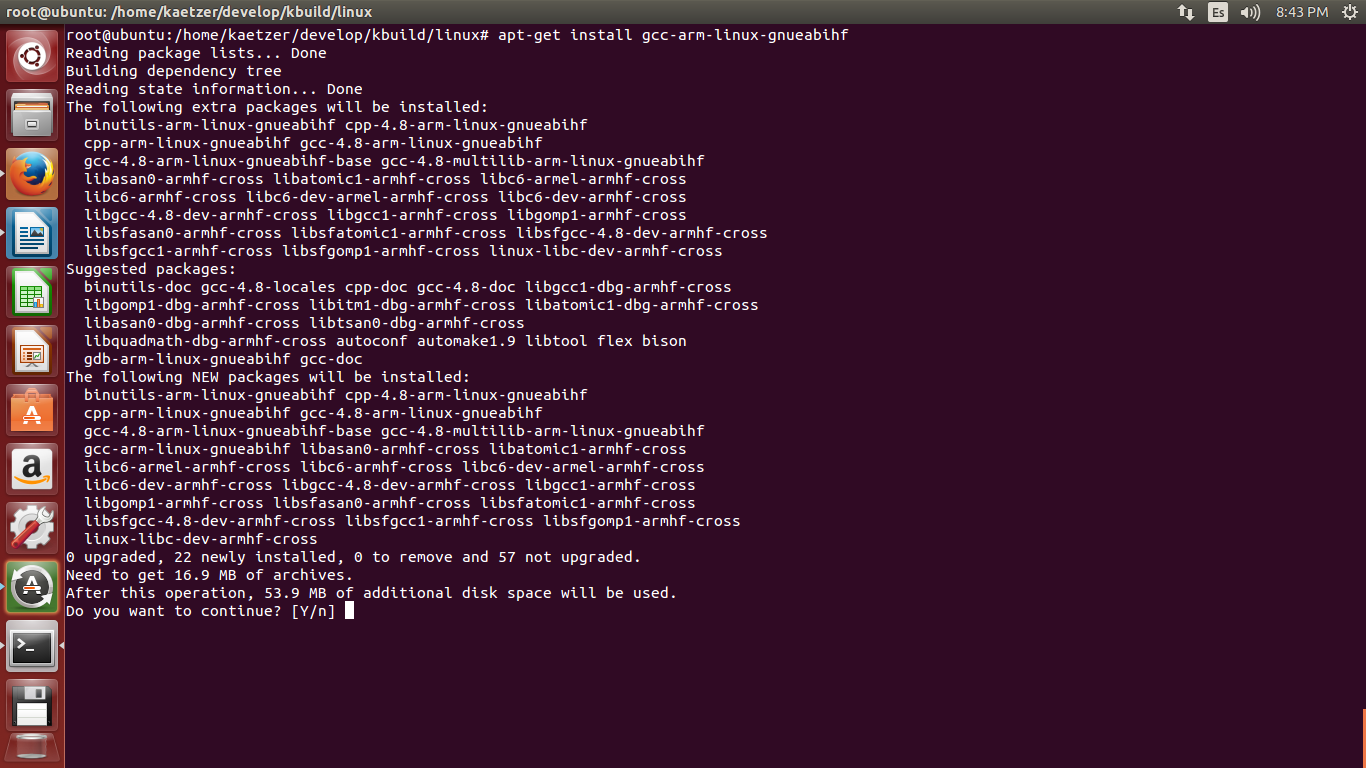 root@ubuntu: /home/kaetzer/develop/kbuild/linux
Es
8:43 PM
root@ubuntu:/home/kaetzer/develop/kbuild/linux# apt-get install gcc-arm-linux-gnueabihf
Reading package lists... Done
Building dependency tree
Reading state information... Done
The following extra packages will be installed:
  binutils-arm-linux-gnueabihf cpp-4.8-arm-linux-gnueabihf
  cpp-arm-linux-gnueabihf gcc-4.8-arm-linux-gnueabihf
  gcc-4.8-arm-linux-gnueabihf-base gcc-4.8-multilib-arm-linux-gnueabihf
  libasan0-armhf-cross libatomic1-armhf-cross libc6-armel-armhf-cross
  libc6-armhf-cross libc6-dev-armel-armhf-cross libc6-dev-armhf-cross
  libgcc-4.8-dev-armhf-cross libgcc1-armhf-cross libgomp1-armhf-cross
  libsfasan0-armhf-cross libsfatomic1-armhf-cross libsfgcc-4.8-dev-armhf-cross
  libsfgcc1-armhf-cross libsfgomp1-armhf-cross linux-libc-dev-armhf-cross
Suggested packages:
  binutils-doc gcc-4.8-locales cpp-doc gcc-4.8-doc libgcc1-dbg-armhf-cross
  libgomp1-dbg-armhf-cross libitm1-dbg-armhf-cross libatomic1-dbg-armhf-cross
  libasan0-dbg-armhf-cross libtsan0-dbg-armhf-cross
  libquadmath-dbg-armhf-cross autoconf automake1.9 libtool flex bison
  gdb-arm-linux-gnueabihf gcc-doc
The following NEW packages will be installed:
  binutils-arm-linux-gnueabihf cpp-4.8-arm-linux-gnueabihf
  cpp-arm-linux-gnueabihf gcc-4.8-arm-linux-gnueabihf
  gcc-4.8-arm-linux-gnueabihf-base gcc-4.8-multilib-arm-linux-gnueabihf
  gcc-arm-linux-gnueabihf libasan0-armhf-cross libatomic1-armhf-cross
  libc6-armel-armhf-cross libc6-armhf-cross libc6-dev-armel-armhf-cross
  libc6-dev-armhf-cross libgcc-4.8-dev-armhf-cross libgcc1-armhf-cross
  libgomp1-armhf-cross libsfasan0-armhf-cross libsfatomic1-armhf-cross
  libsfgcc-4.8-dev-armhf-cross libsfgcc1-armhf-cross libsfgomp1-armhf-cross
  linux-libc-dev-armhf-cross
0 upgraded, 22 newly installed, 0 to remove and 57 not upgraded.
Need to get 16.9 MB of archives.
After this operation, 53.9 MB of additional disk space will be used.
Do you want to continue? [Y/n]